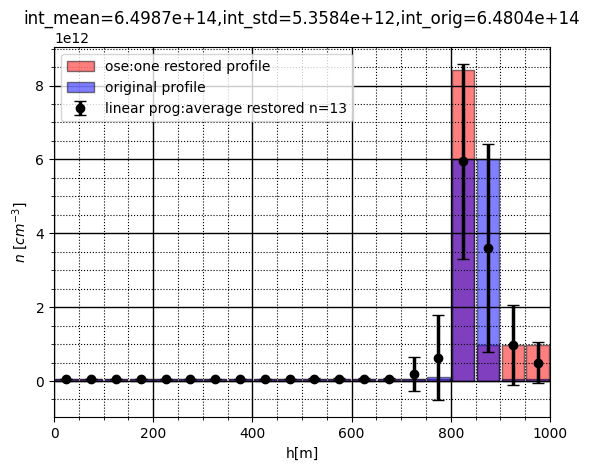 int_mean=6.4987e+14,int_std=5.3584e+12,int_orig=6.4804e+14
1e12
ose:one restored profile
original profile
linear prog:average restored n=13
8
6
4
2
0
n [cm⁻³]
0 200 400 600 800 1000
h[m]